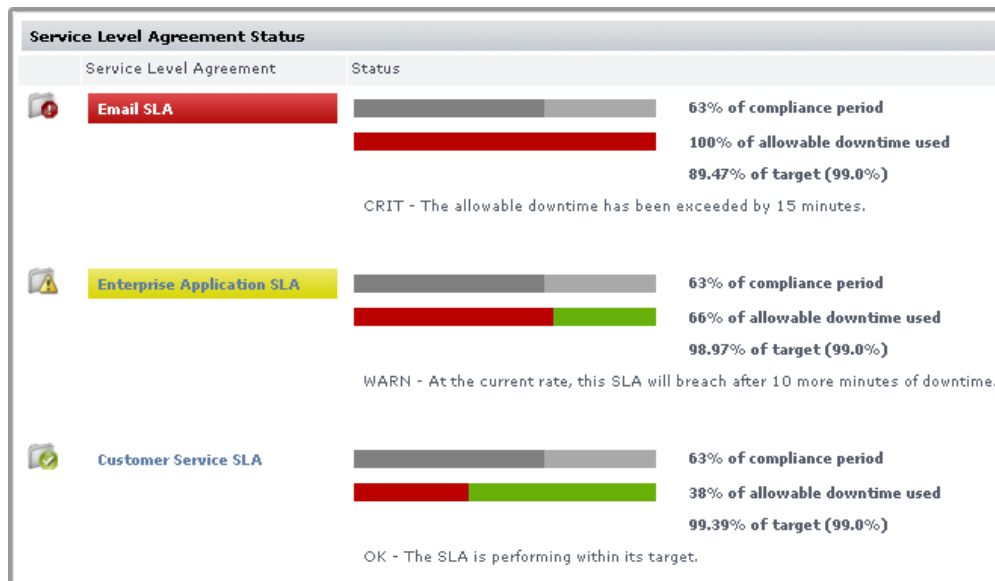 Service Level Agreement Status
Service Level Agreement Status
Email SLA 63% of compliance period
100% of allowable downtime used
89.47% of target (99.0%)
CRIT - The allowable downtime has been exceeded by 15 minutes.
Enterprise Application SLA 63% of compliance period
66% of allowable downtime used
98.97% of target (99.0%)
WARN - At the current rate, this SLA will breach after 10 more minutes of downtime.
Customer Service SLA 63% of compliance period
38% of allowable downtime used
99.39% of target (99.0%)
OK - The SLA is performing within its target.